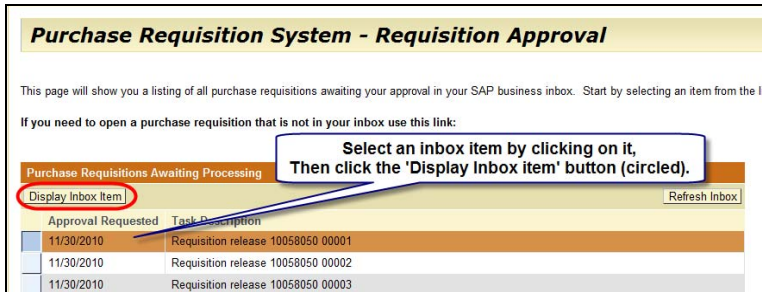 Purchase Requisition System - Requisition Approval
This page will show you a listing of all purchase requisitions awaiting your approval in your SAP business inbox. Start by selecting an item from the
If you need to open a purchase requisition that is not in your inbox use this link:
Select an inbox item by clicking on it,
Then click the 'Display Inbox item' button (circled).
Purchase Requisitions Awaiting Processing
Display Inbox Item Refresh Inbox
Approval Requested Task Description
11/30/2010 Requisition release 10058050 00001
11/30/2010 Requisition release 10058050 00002
11/30/2010 Requisition release 10058050 00003